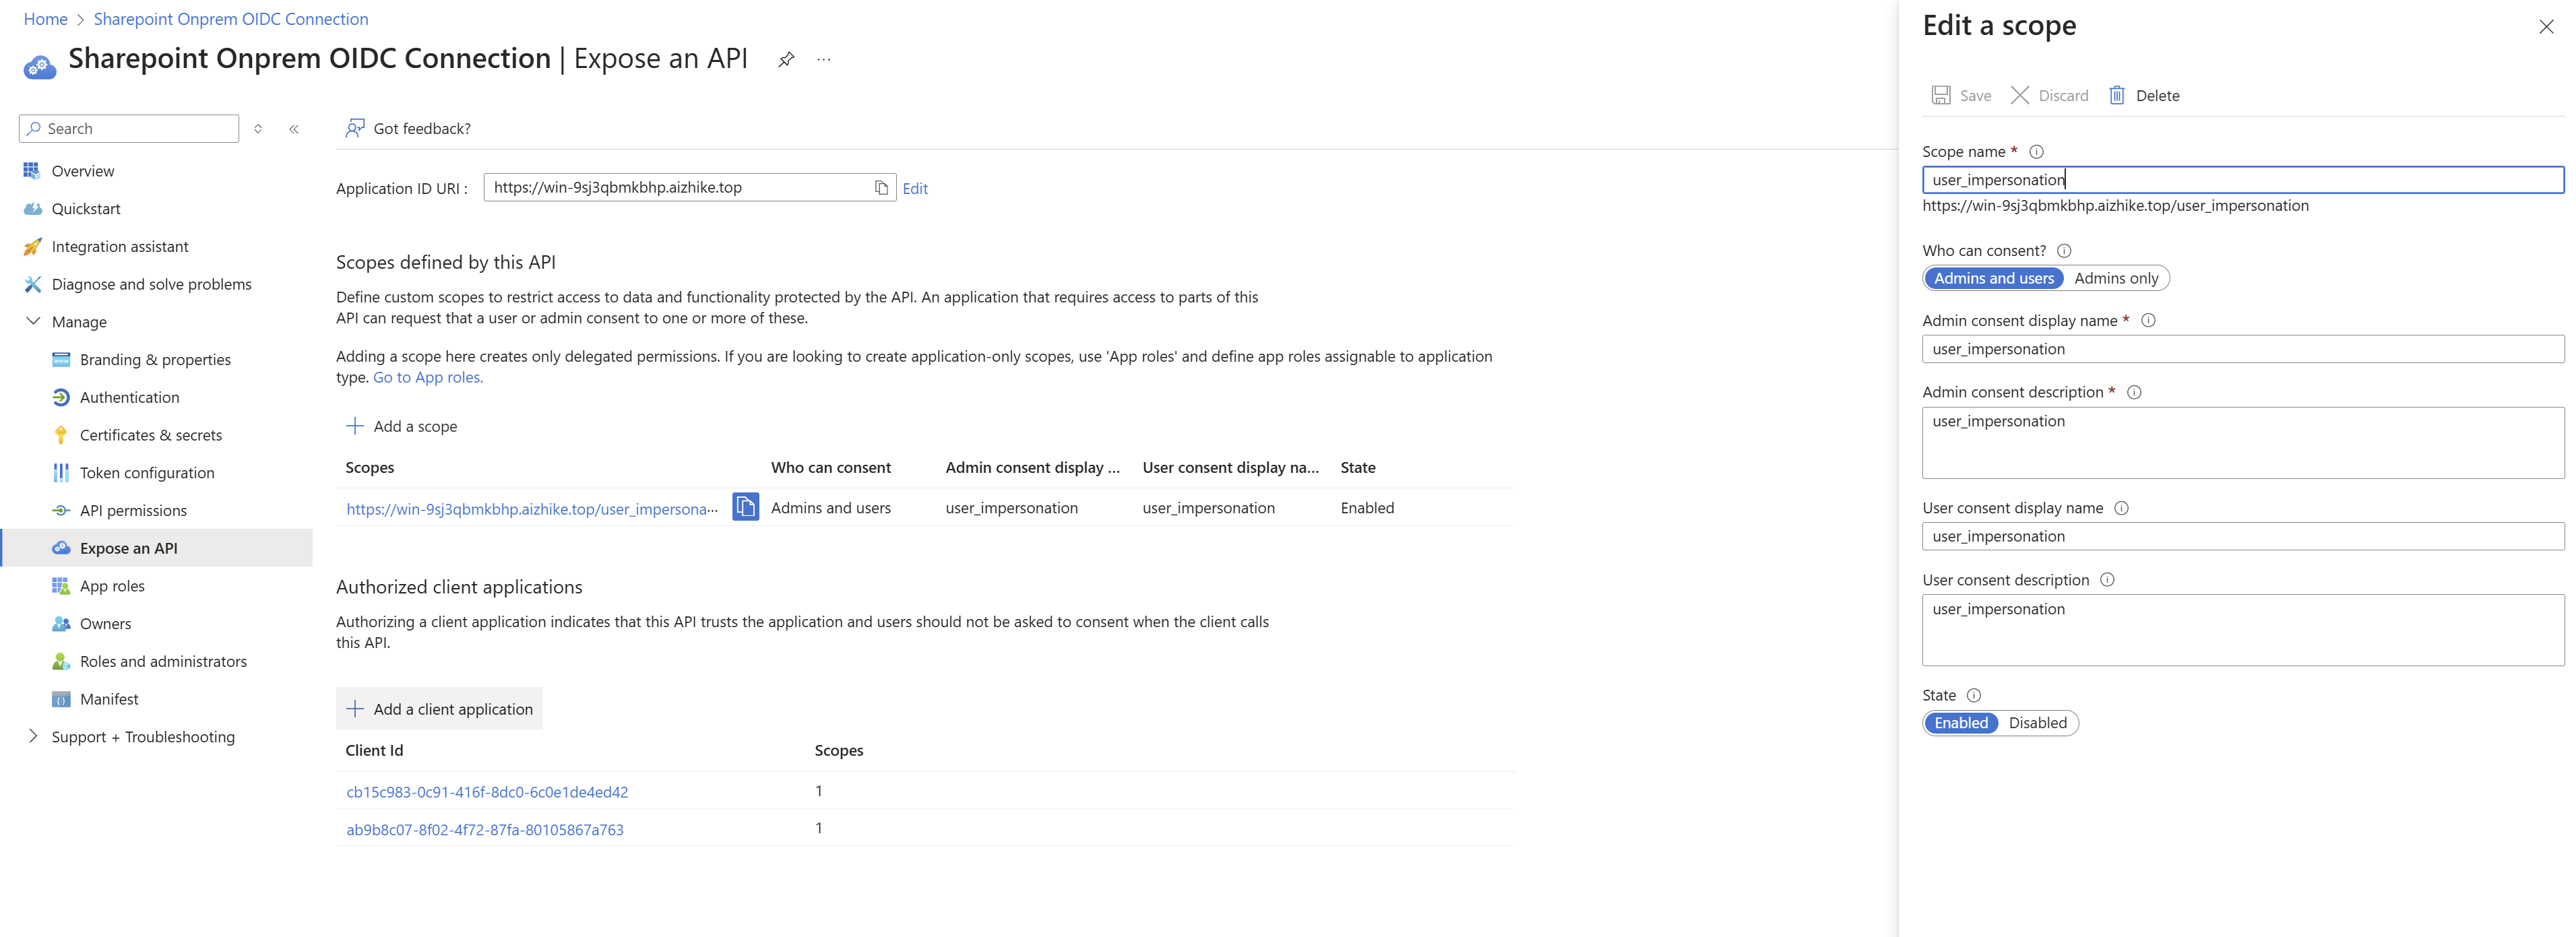 Home > Sharepoint Onprem OIDC Connection
Sharepoint Onprem OIDC Connection | Expose an API
Search
Overview
Quickstart
Integration assistant
Diagnose and solve problems
Manage
Branding & properties
Authentication
Certificates & secrets
Token configuration
API permissions
Expose an API
App roles
Owners
Roles and administrators
Manifest
Support + Troubleshooting
Got feedback?
Application ID URI : https://win-9sj3qbmkbhp.aizhike.top Edit
Scopes defined by this API
Define custom scopes to restrict access to data and functionality protected by the API. An application that requires access to parts of this
API can request that a user or admin consent to one or more of these.
Adding a scope here creates only delegated permissions. If you are looking to create application-only scopes, use 'App roles' and define app roles assignable to application
type. Go to App roles.
Add a scope
Scopes Who can consent Admin consent display ... User consent display na... State
https://win-9sj3qbmkbhp.aizhike.top/user_impersona... Admins and users user_impersonation user_impersonation Enabled
Authorized client applications
Authorizing a client application indicates that this API trusts the application and users should not be asked to consent when the client calls
this API.
Add a client application
Client Id Scopes
cb15c983-0c91-416f-8dc0-6c0e1de4ed42 1
ab9b8c07-8f02-4f72-87fa-80105867a763 1
Edit a scope
Save Discard Delete
Scope name *
user_impersonation
https://win-9sj3qbmkbhp.aizhike.top/user_impersonation
Who can consent?
Admins and users Admins only
Admin consent display name *
user_impersonation
Admin consent description *
user_impersonation
User consent display name
user_impersonation
User consent description
user_impersonation
State
Enabled Disabled